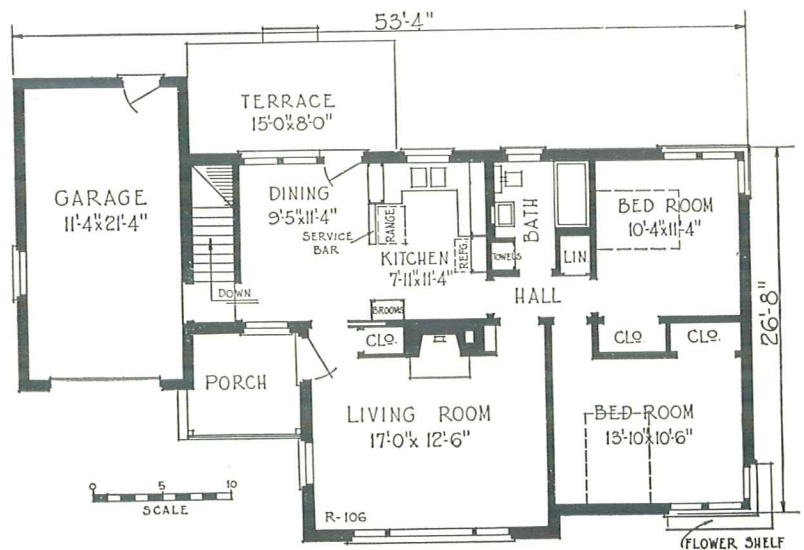 53'-4"
TERRACE
15'-0"x8'-0"
GARAGE
11'-4"x21'-4"
DINING
9'-5"x11'-4"
SERVICE
BAR
RANGE
KITCHEN
7'-11"x11'-4"
REFG.
BATH
TOWELS
LIN
BED ROOM
10'-4"x11'-4"
DOWN
BROOMS
HALL
26'-8"
CLO.
CLO.
CLO.
PORCH
LIVING ROOM
17'-0"x 12'-6"
BED-ROOM
13'-10"x10'-6"
0 5 10
SCALE
R-106
FLOWER SHELF